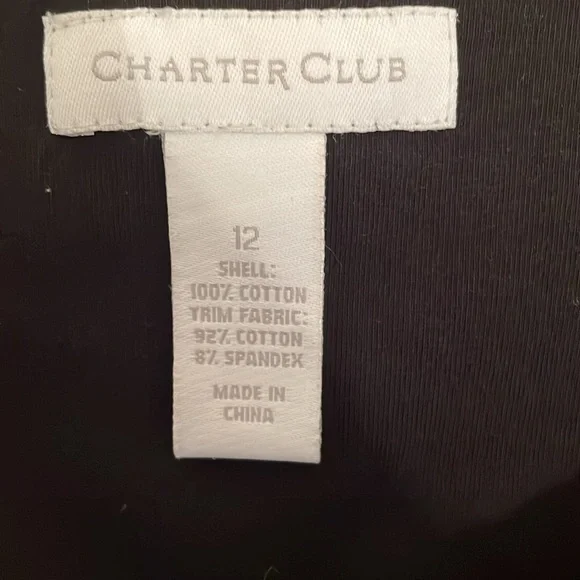 CHARTER CLUB
12
SHELL:
100% COTTON
TRIM FABRIC:
92% COTTON
8% SPANDEX
MADE IN
CHINA